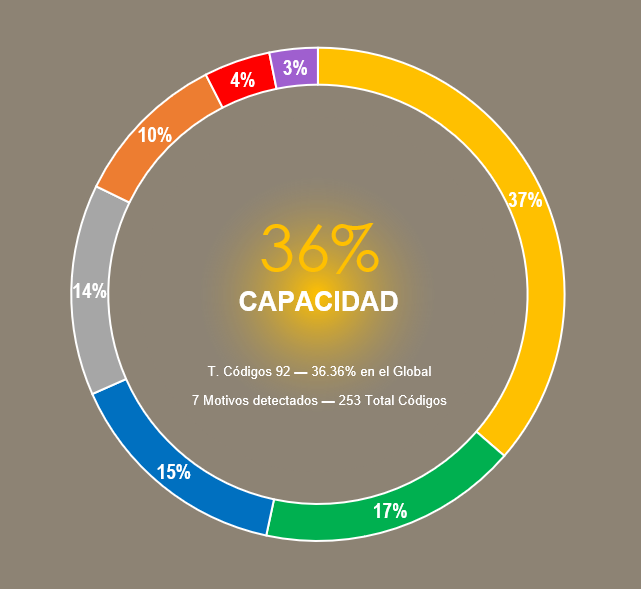 3%
4%
10%
37%
36%
CAPACIDAD
14%
T. Códigos 92 — 36.36% en el Global
7 Motivos detectados — 253 Total Códigos
15%
17%